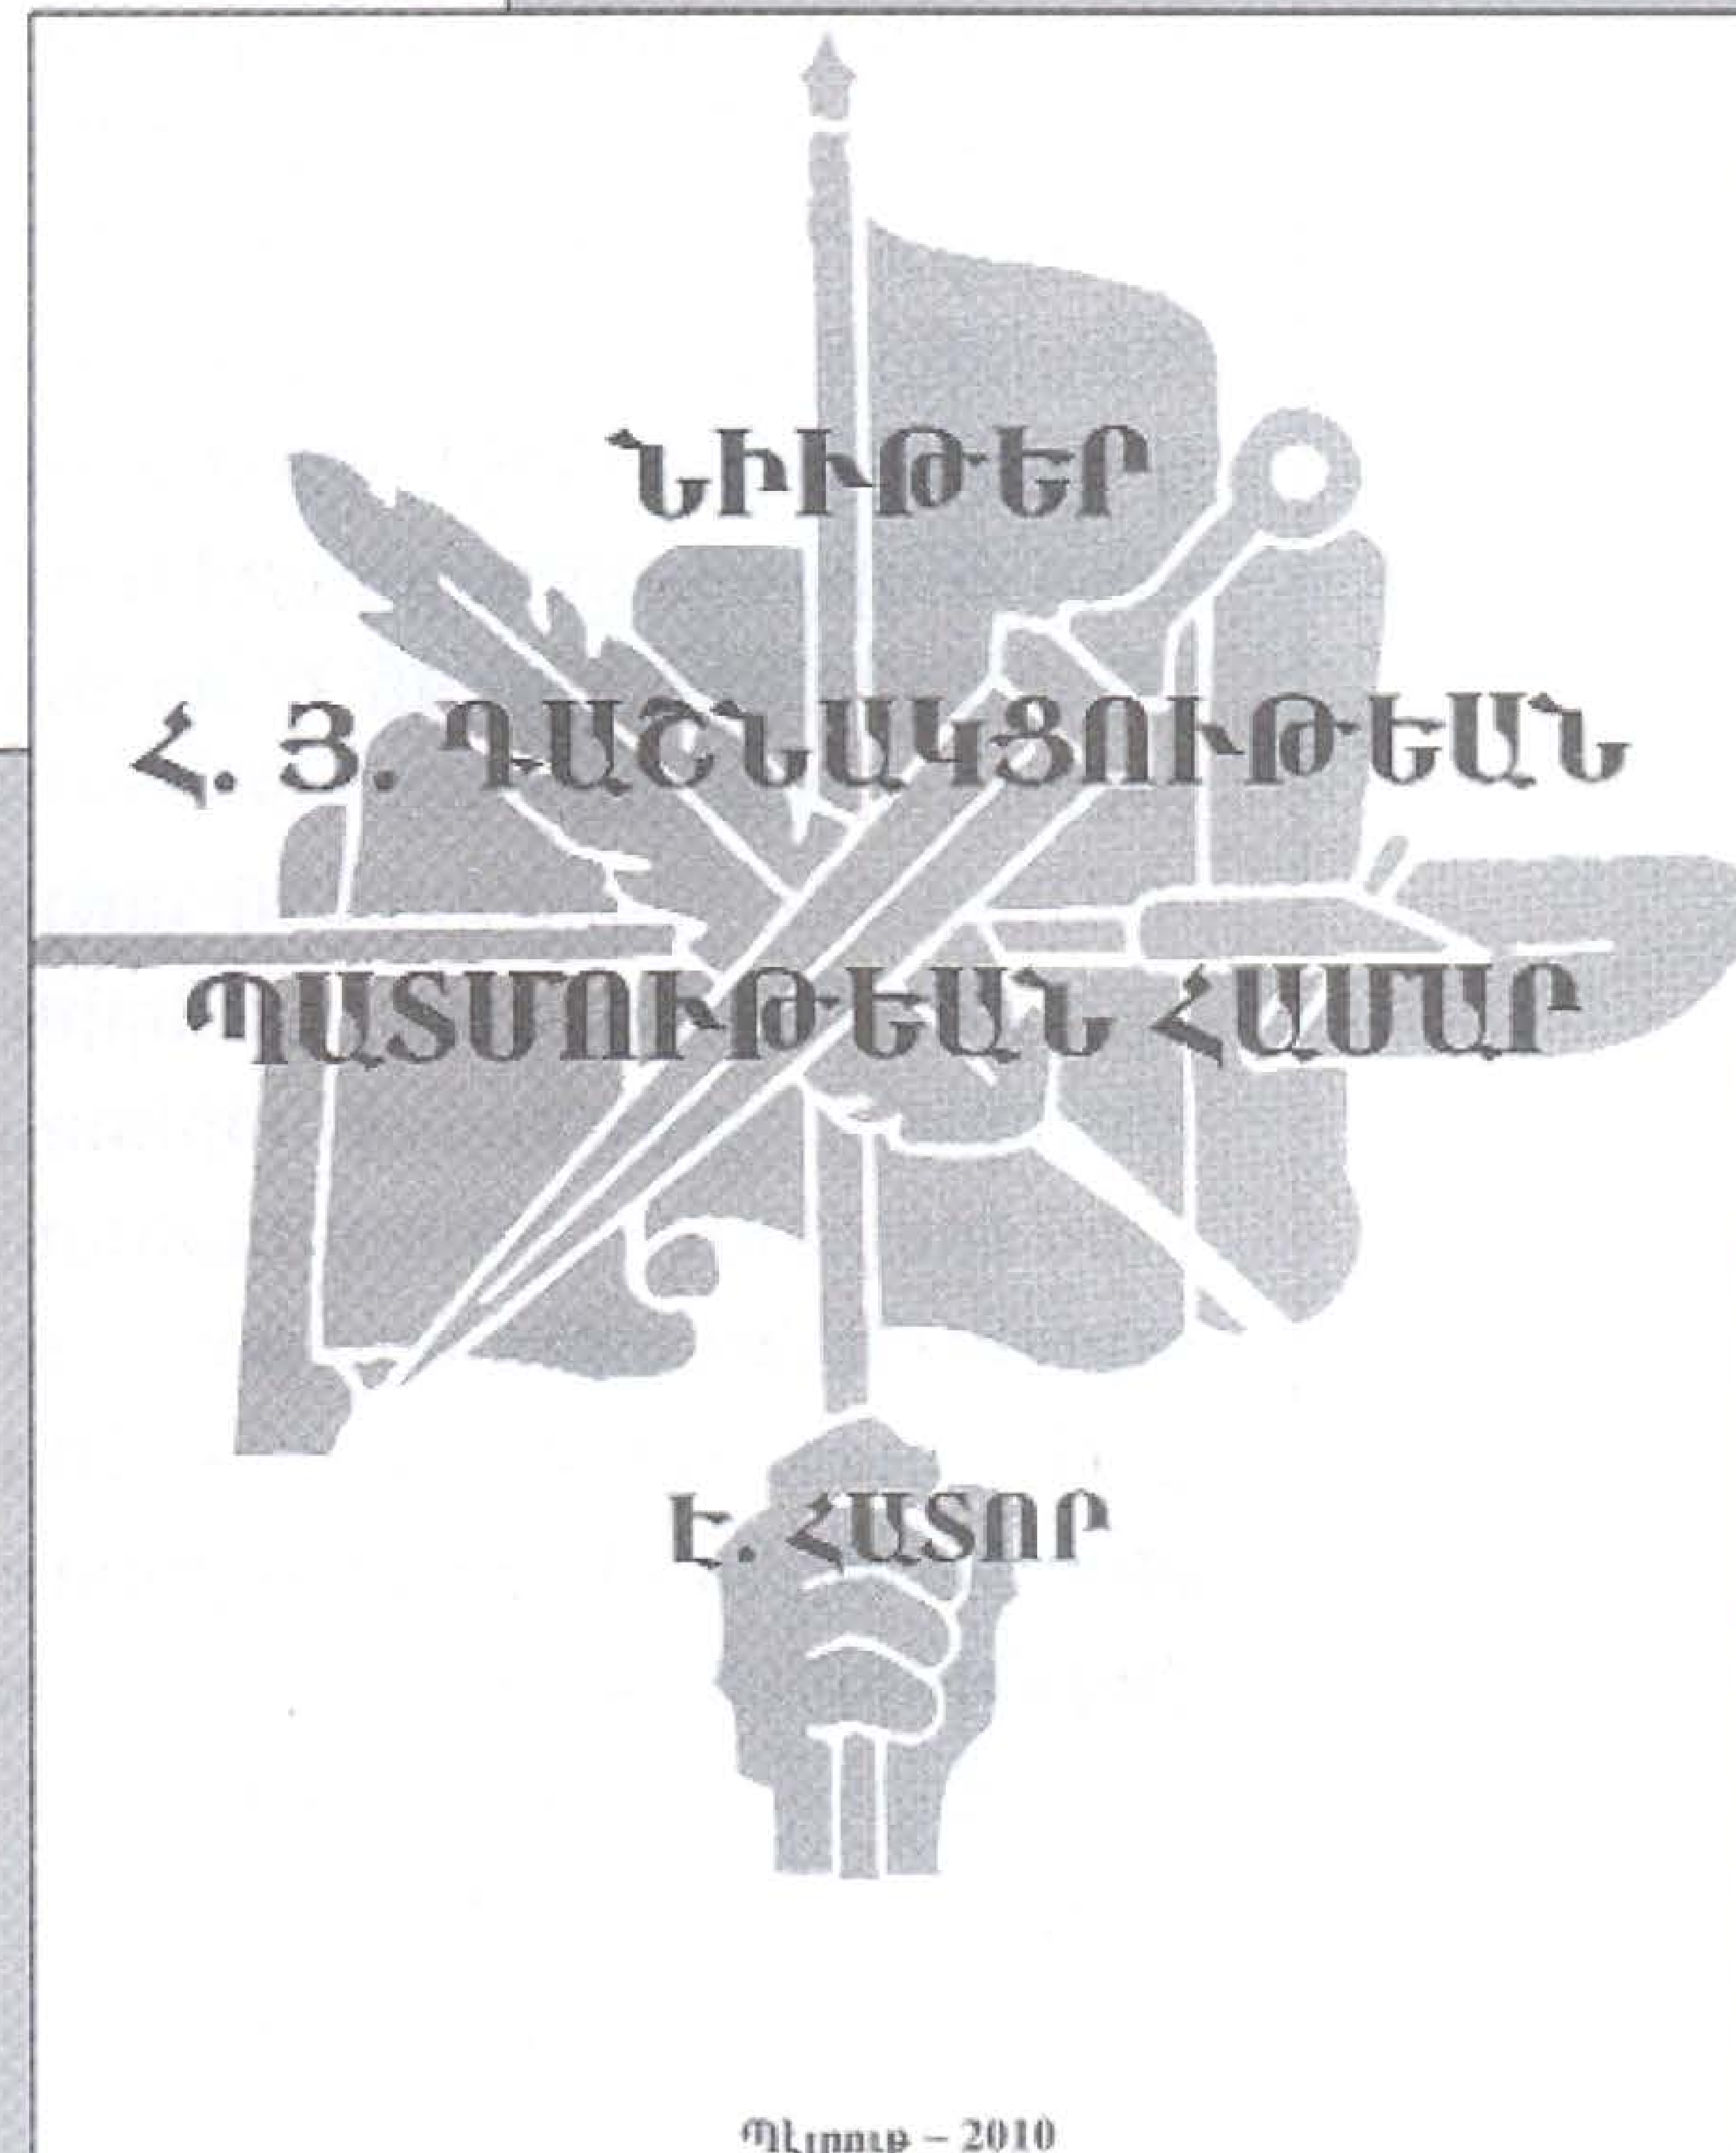 ՆԻՒԹԵՐ
Հ. Յ. ԴԱՇՆԱԿՑՈՒԹԵԱՆ
ՊԱՏՄՈՒԹԵԱՆ ՀԱՄԱՐ
Է. ՀԱՏՈՐ
Պէյրութ – 2010